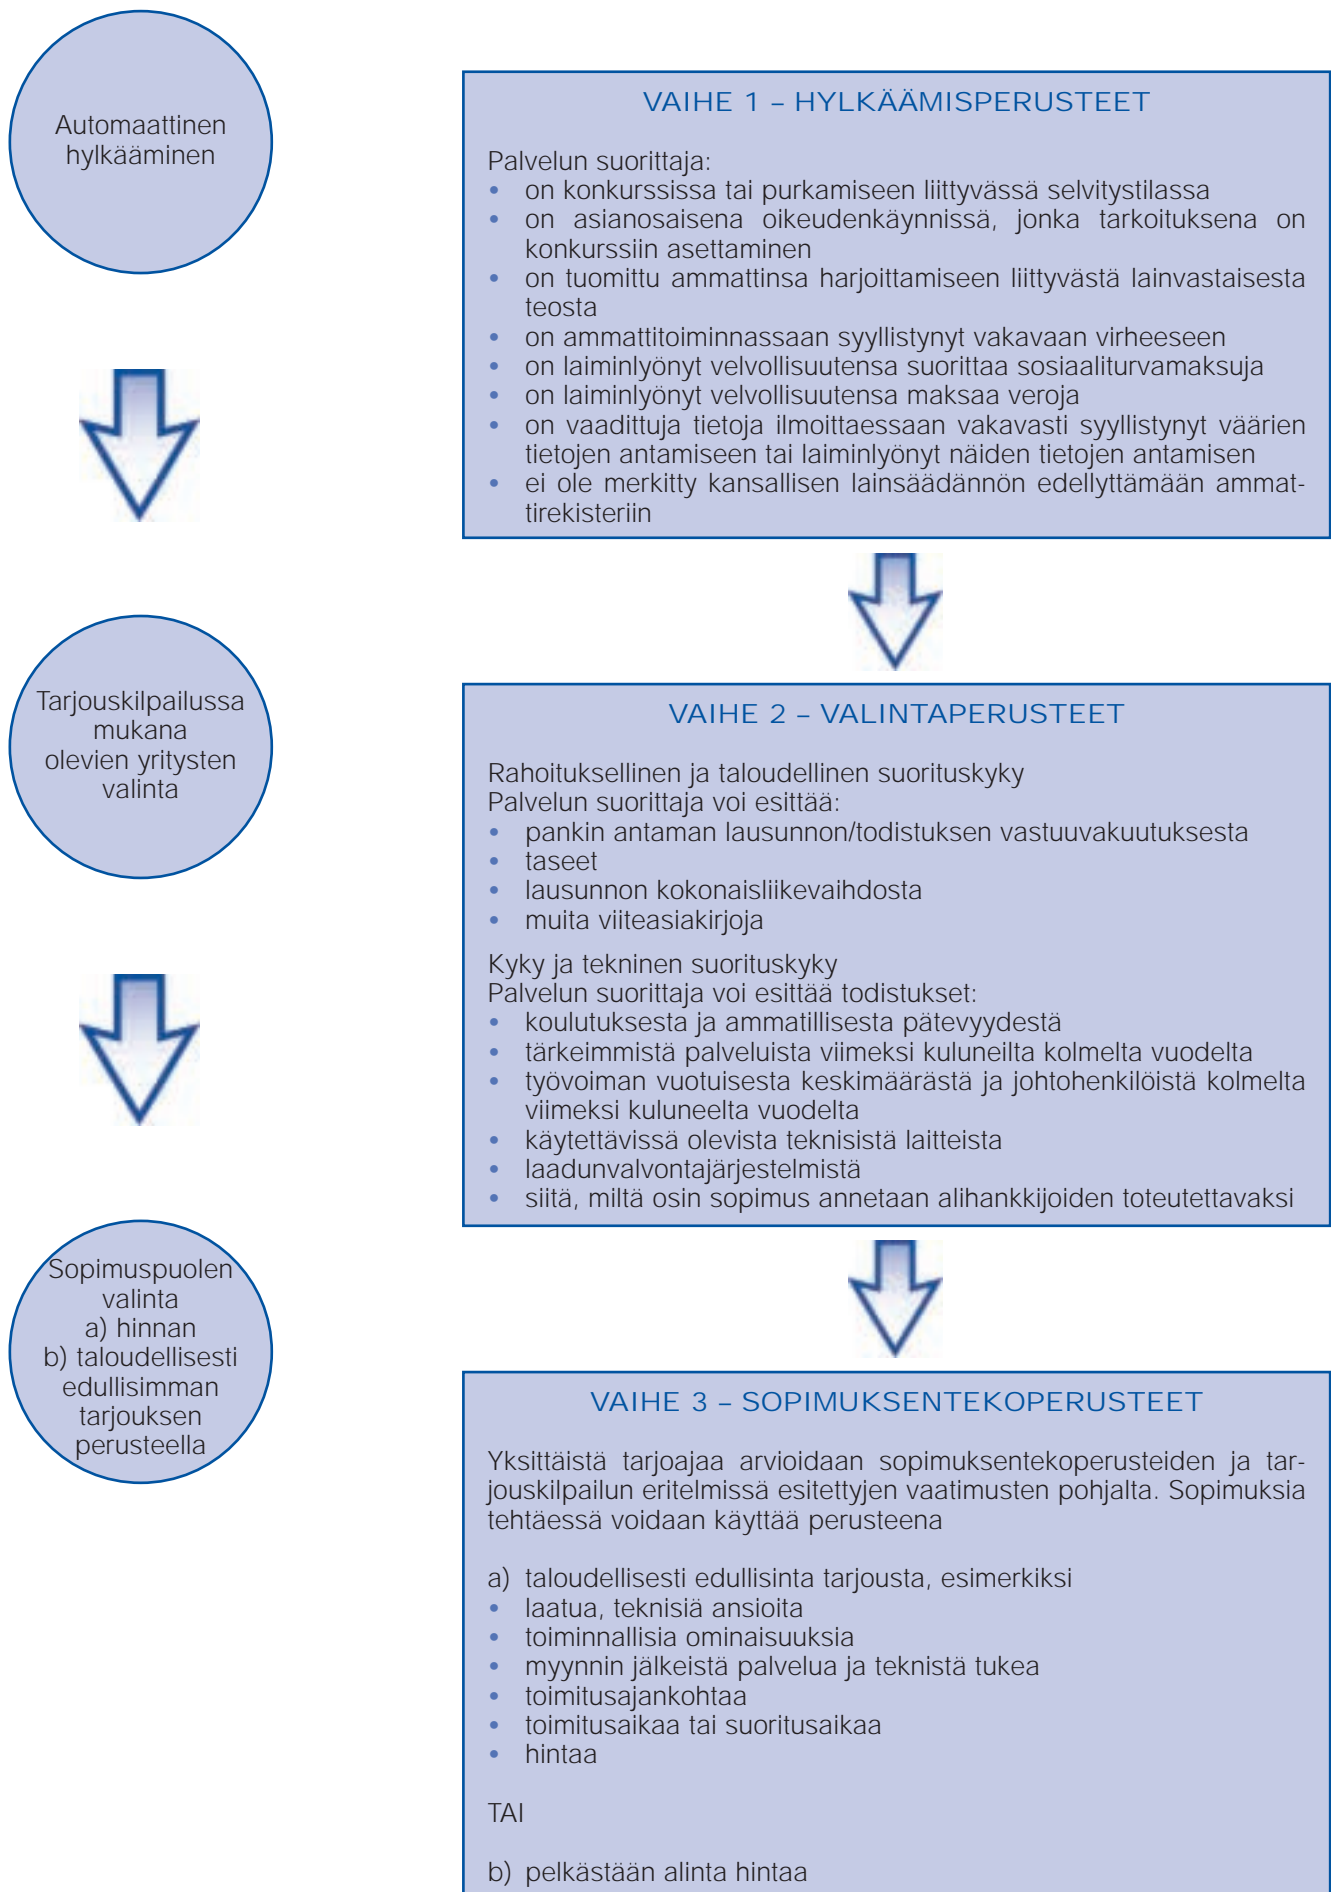 Automaattinen
hylkääminen
VAIHE 1 – HYLKÄÄMISPERUSTEET
Palvelun suorittaja:
• on konkurssissa tai purkamiseen liittyvässä selvitystilassa
• on asianosaisena oikeudenkäynnissä, jonka tarkoituksena on
konkurssiin asettaminen
• on tuomittu ammattinsa harjoittamiseen liittyvästä lainvastaisesta
teosta
• on ammattitoiminnassaan syyllistynyt vakavaan virheeseen
• on laiminlyönyt velvollisuutensa suorittaa sosiaaliturvamaksuja
• on laiminlyönyt velvollisuutensa maksaa veroja
• on vaadittuja tietoja ilmoittaessaan vakavasti syyllistynyt väärien
tietojen antamiseen tai laiminlyönyt näiden tietojen antamisen
• ei ole merkitty kansallisen lainsäädännön edellyttämään ammat-
tirekisteriin
Tarjouskilpailussa
mukana
olevien yritysten
valinta
VAIHE 2 – VALINTAPERUSTEET
Rahoituksellinen ja taloudellinen suorituskyky
Palvelun suorittaja voi esittää:
• pankin antaman lausunnon/todistuksen vastuuvakuutuksesta
• taseet
• lausunnon kokonaisliikevaihdosta
• muita viiteasiakirjoja
Kyky ja tekninen suorituskyky
Palvelun suorittaja voi esittää todistukset:
• koulutuksesta ja ammatillisesta pätevyydestä
• tärkeimmistä palveluista viimeksi kuluneilta kolmelta vuodelta
• työvoiman vuotuisesta keskimäärästä ja johtohenkilöistä kolmelta
viimeksi kuluneelta vuodelta
• käytettävissä olevista teknisistä laitteista
• laadunvalvontajärjestelmistä
• siitä, miltä osin sopimus annetaan alihankkijoiden toteutettavaksi
Sopimuspuolen
valinta
a) hinnan
b) taloudellisesti
edullisimman
tarjouksen
perusteella
VAIHE 3 – SOPIMUKSENTEKOPERUSTEET
Yksittäistä tarjoajaa arvioidaan sopimuksentekoperusteiden ja tar-
jouskilpailun eritelmissä esitettyjen vaatimusten pohjalta. Sopimuksia
tehtäessä voidaan käyttää perusteena
a) taloudellisesti edullisinta tarjousta, esimerkiksi
• laatua, teknisiä ansioita
• toiminnallisia ominaisuuksia
• myynnin jälkeistä palvelua ja teknistä tukea
• toimitusajankohtaa
• toimitusaikaa tai suoritusaikaa
• hintaa
TAI
b) pelkästään alinta hintaa